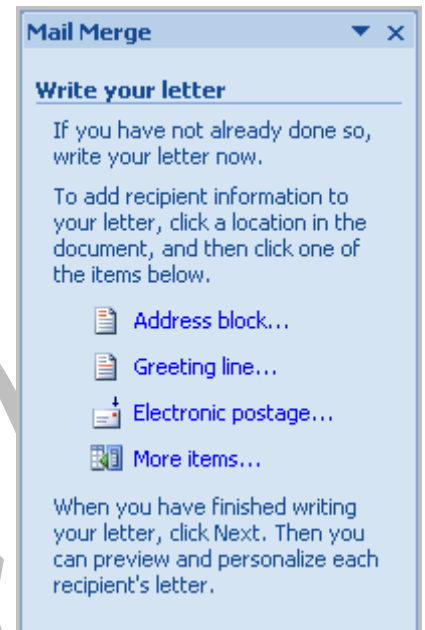 Mail Merge
Write your letter
If you have not already done so,
write your letter now.
To add recipient information to
your letter, click a location in the
document, and then click one of
the items below.
Address block...
Greeting line...
Electronic postage...
More items...
When you have finished writing
your letter, click Next. Then you
can preview and personalize each
recipient's letter.